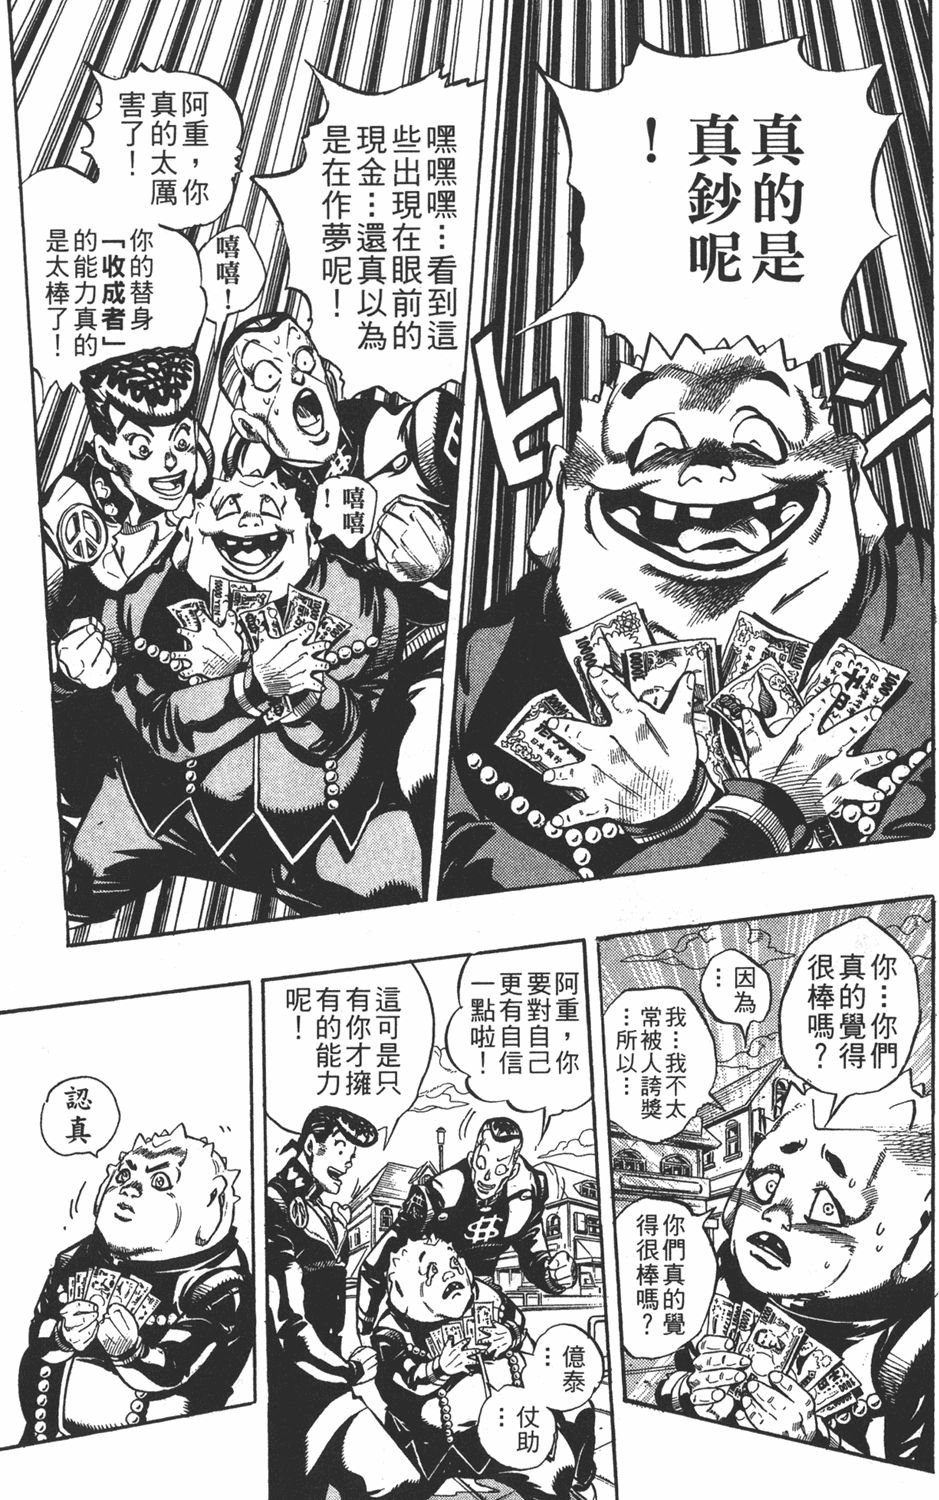 真的是
真鈔呢
！
ヒヒ
嘿嘿嘿…看到這
些出現在眼前的
現金…還真以為
是在作夢呢！
嘻嘻
！
嘻嘻！
阿重，你
真的太厲
害了！
你的替身
「收成者」
的能力真的
是太棒了！
你…你們
真的覺得
很棒嗎？
因為
…
我…我不太
常被人誇獎
…所以…
你們真的覺
得很棒嗎？
阿重，你
要對自己
更有自信
一點啦！
這可是只
有你才擁
有的能力
呢！
億泰
…
仗助
…
認真